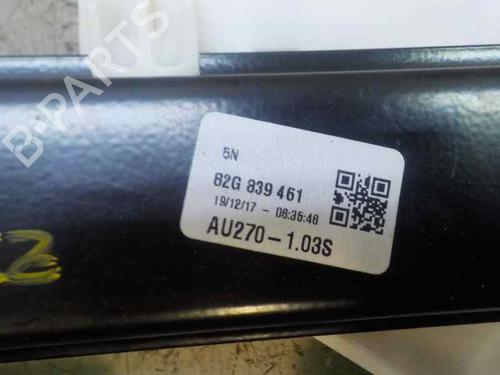 B-PARTS
5N
82G 839 461
19/12/17 - 06:35:46
AU270-1.03S